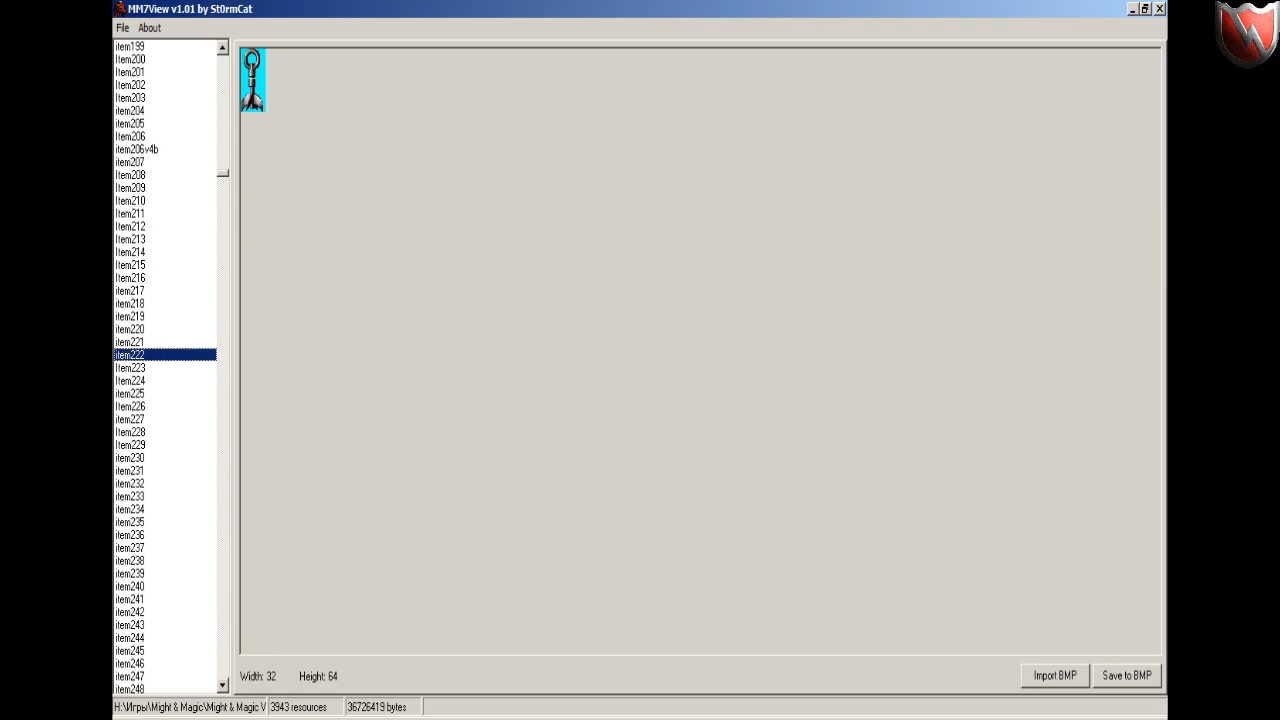 MM7View v1.01 by St0rmCat
File About
item199
Item200
Item201
Item202
Item203
item204
item205
Item206
item206v4b
item207
Item208
Item209
Item210
Item211
Item212
Item213
Item214
Item215
Item216
item217
item218
item219
item220
item221
item222
Item223
Item224
item225
Item226
item227
Item228
Item229
item230
item231
item232
item233
item234
item235
item236
item237
item238
item239
item240
item241
item242
item243
item244
item245
item246
item247
item248
Width: 32 Height: 64
Import BMP Save to BMP
H:\Игры\Might & Magic\Might & Magic V 3943 resources 36726419 bytes